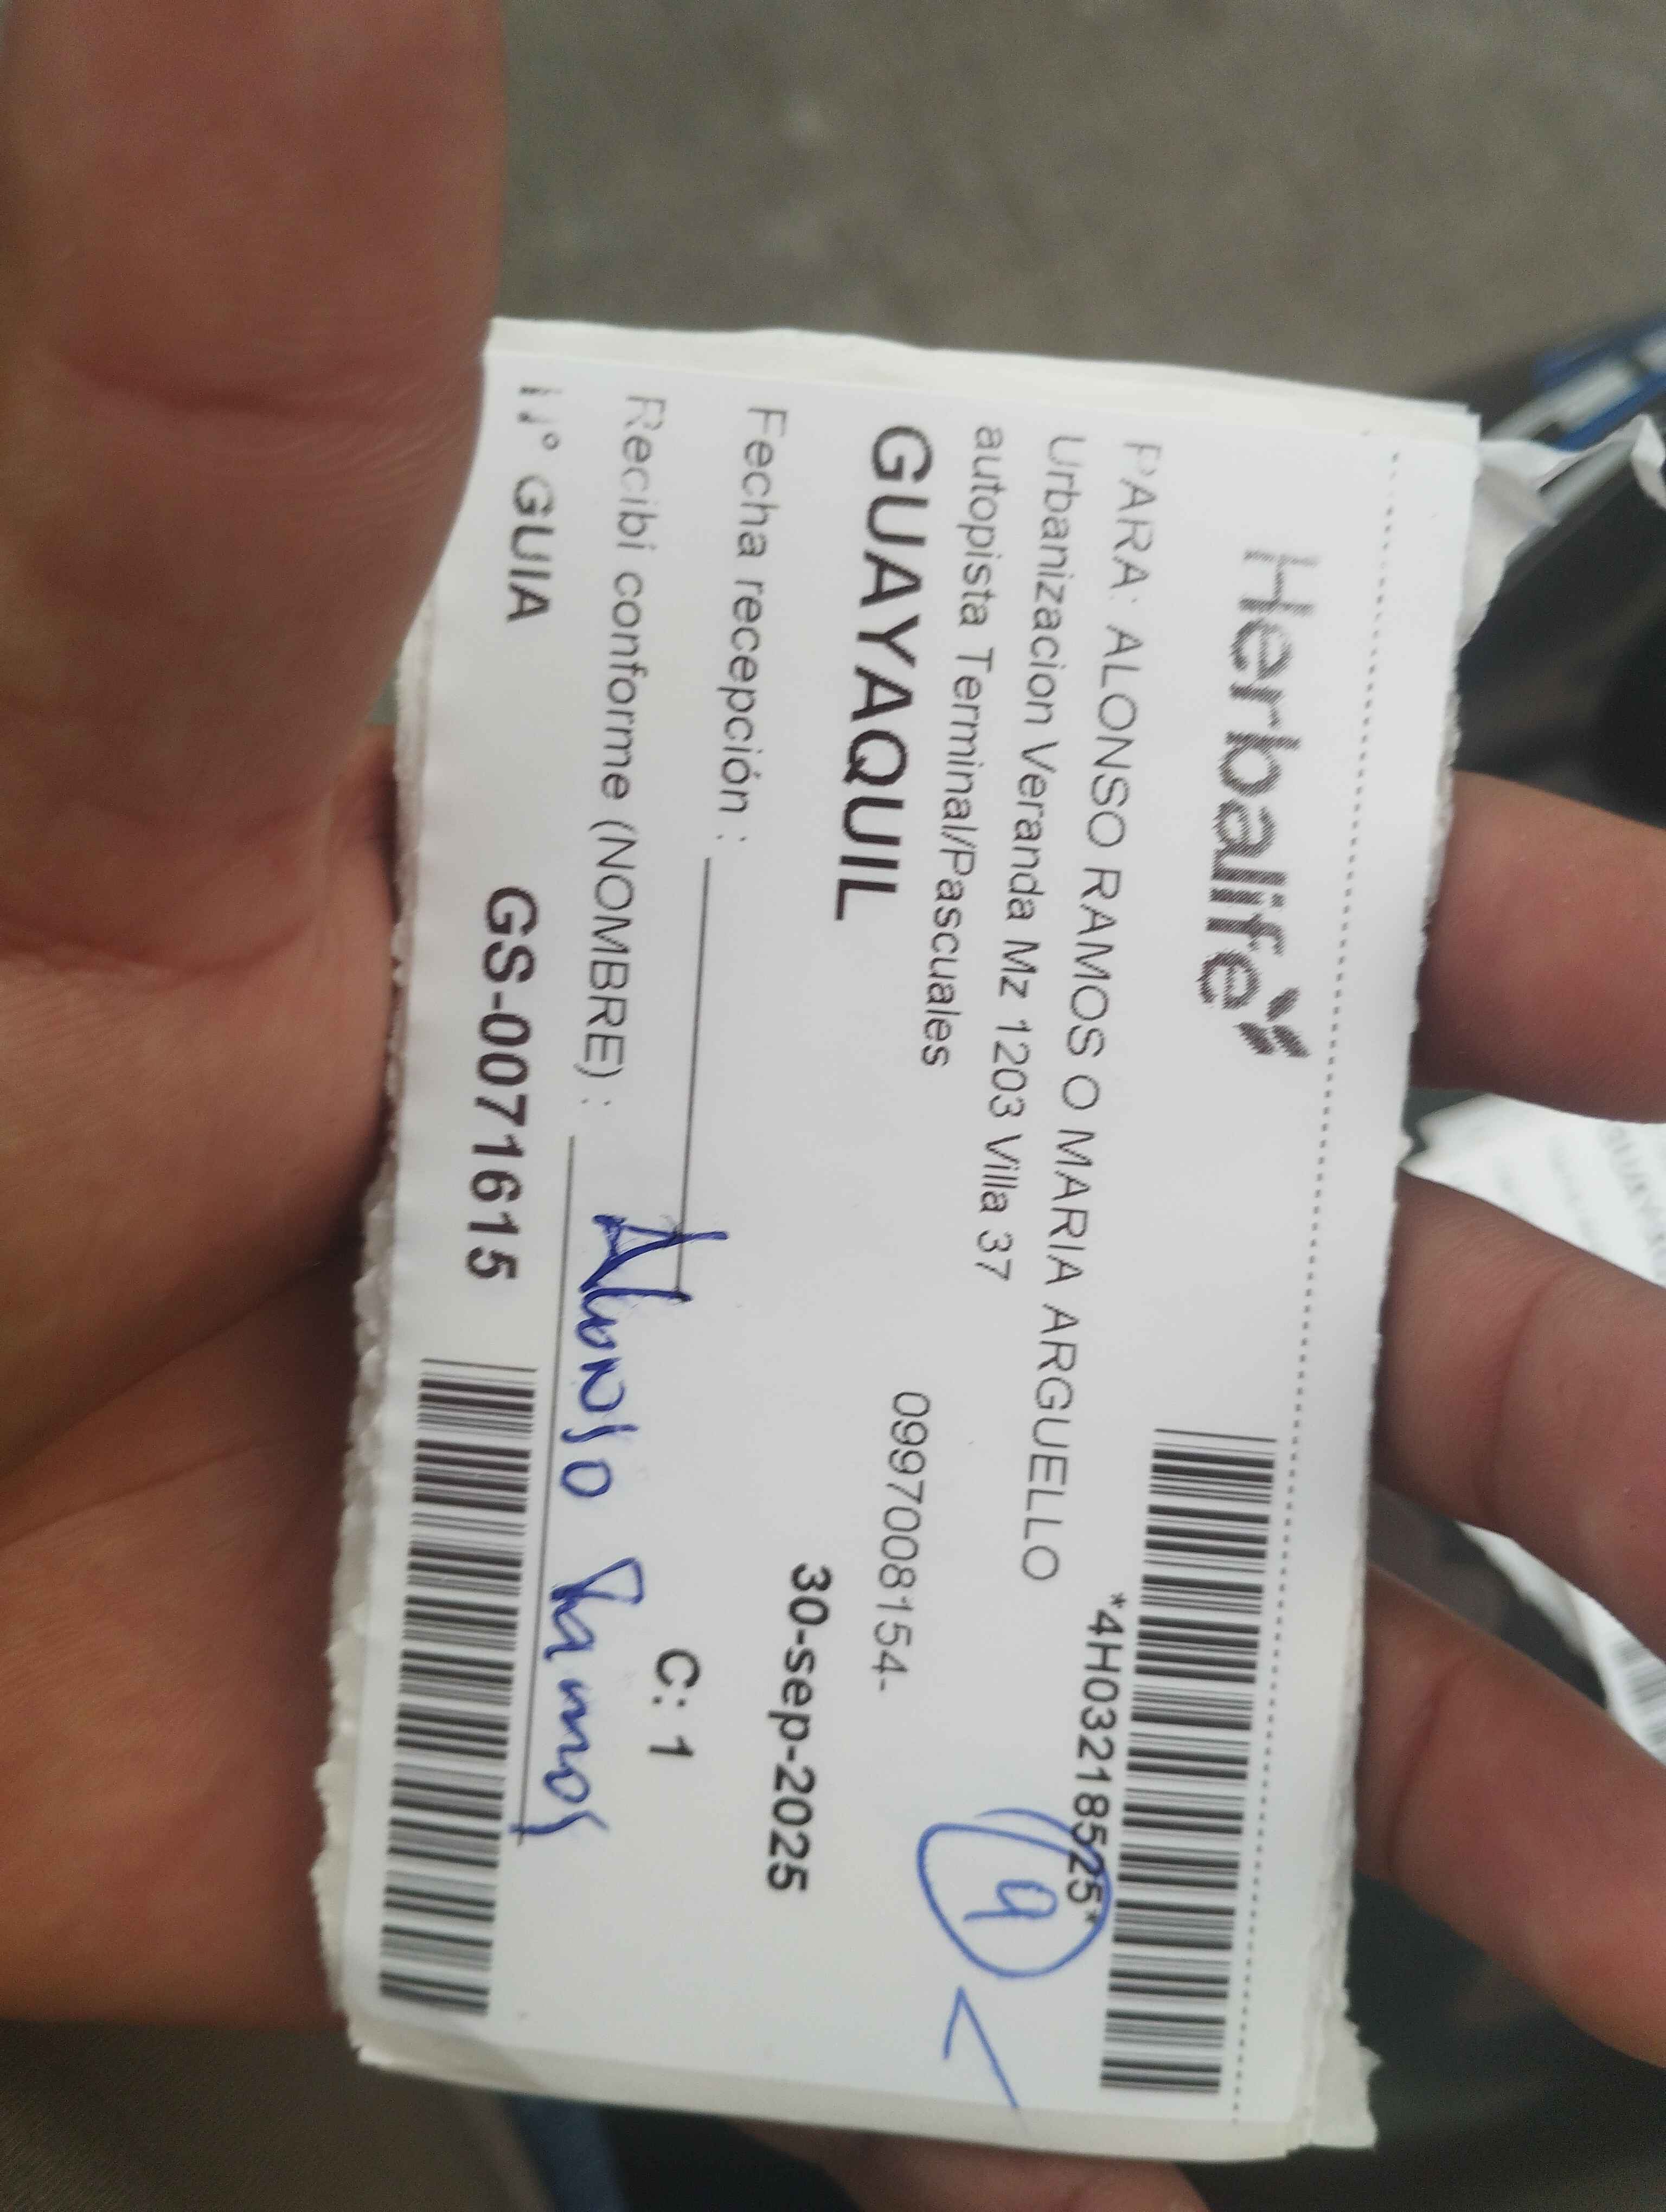 Herbalife
*4H03218525*
PARA: ALONSO RAMOS O MARIA ARGUELLO
Urbanizacion Veranda Mz 1203 Villa 37
9
autopista Terminal/Pascuales
GUAYAQUIL
0997008154-
30-sep-2025
Fecha recepción :
C: 1
Recibi conforme (NOMBRE) : Alonso Ramos
N° GUIA GS-0071615